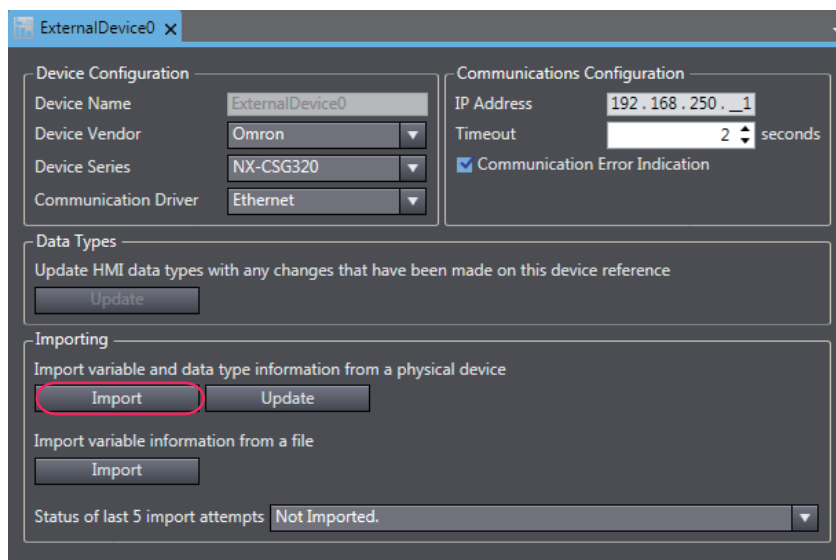 ExternalDevice0
Device Configuration
Device Name ExternalDevice0
Device Vendor Omron
Device Series NX-CSG320
Communication Driver Ethernet
Communications Configuration
IP Address 192.168.250.__1
Timeout 2 seconds
Communication Error Indication
Data Types
Update HMI data types with any changes that have been made on this device reference
Update
Importing
Import variable and data type information from a physical device
Import Update
Import variable information from a file
Import
Status of last 5 import attempts Not Imported.